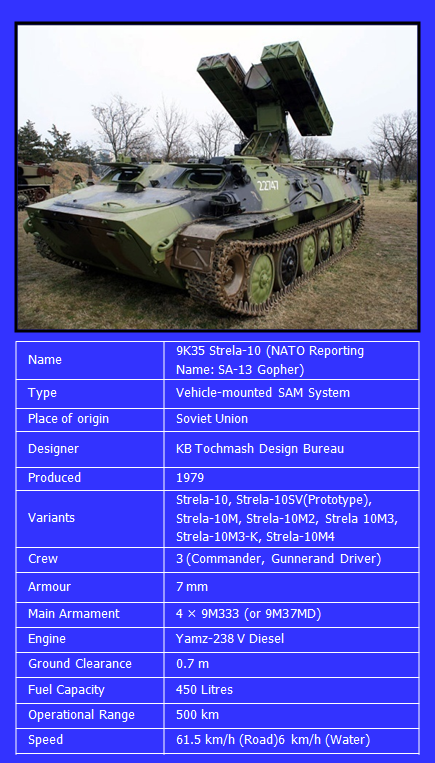 22747
Name
9K35 Strela-10 (NATO Reporting
Name: SA-13 Gopher)
Type
Vehicle-mounted SAM System
Place of origin
Soviet Union
Designer
KB Tochmash Design Bureau
Produced
1979
Variants
Strela-10, Strela-10SV(Prototype),
Strela-10M, Strela-10M2, Strela 10M3,
Strela-10M3-K, Strela-10M4
Crew
3 (Commander, Gunnerand Driver)
Armour
7 mm
Main Armament
4 × 9M333 (or 9M37MD)
Engine
Yamz-238 V Diesel
Ground Clearance
0.7 m
Fuel Capacity
450 Litres
Operational Range
500 km
Speed
61.5 km/h (Road)6 km/h (Water)